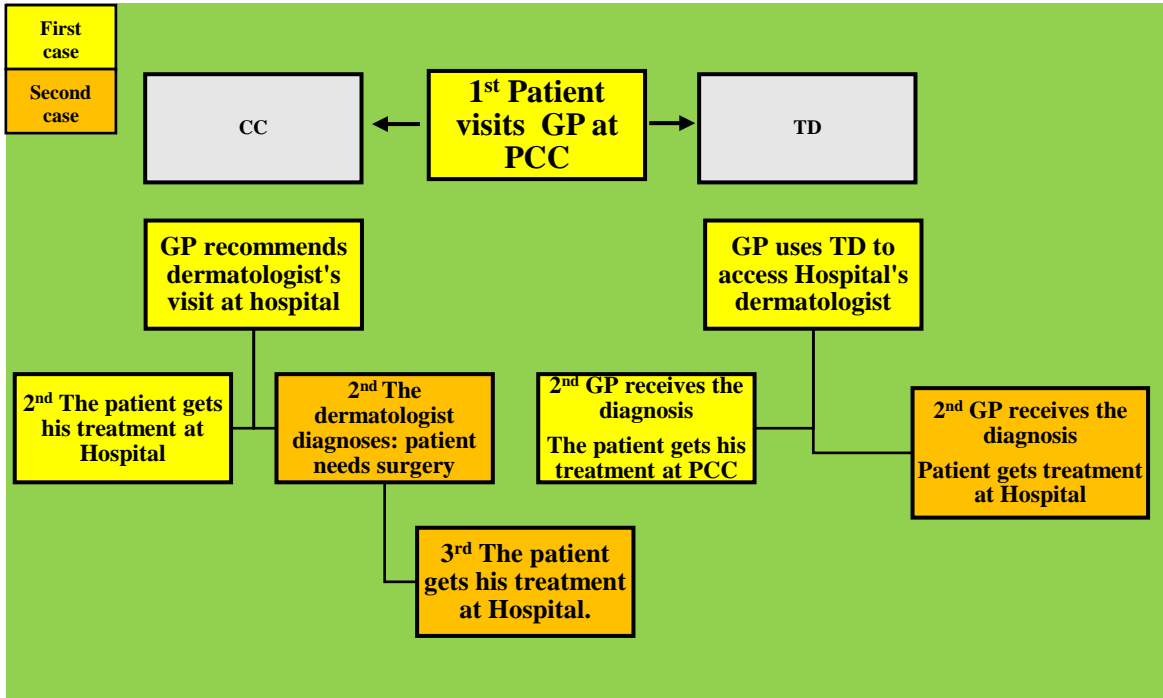 First
case
Second
case
CC
1st Patient
visits GP at
PCC
TD
GP recommends
dermatologist's
visit at hospital
GP uses TD to
access Hospital's
dermatologist
2nd The patient gets
his treatment at
Hospital
2nd The
dermatologist
diagnoses: patient
needs surgery
2nd GP receives the
diagnosis
The patient gets his
treatment at PCC
2nd GP receives the
diagnosis
Patient gets treatment
at Hospital
3rd The patient
gets his treatment
at Hospital.